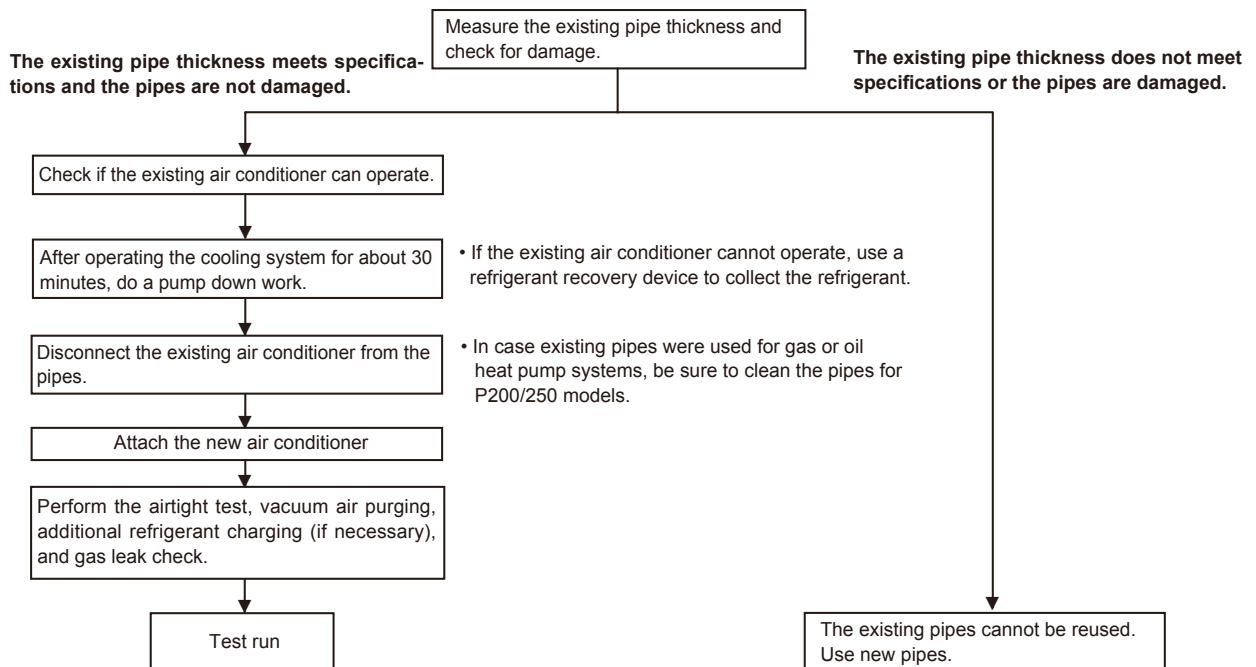 Measure the existing pipe thickness and
check for damage.
The existing pipe thickness meets specifica-
tions and the pipes are not damaged.
The existing pipe thickness does not meet
specifications or the pipes are damaged.
Check if the existing air conditioner can operate.
After operating the cooling system for about 30
minutes, do a pump down work.
• If the existing air conditioner cannot operate, use a
refrigerant recovery device to collect the refrigerant.
Disconnect the existing air conditioner from the
pipes.
• In case existing pipes were used for gas or oil
heat pump systems, be sure to clean the pipes for
P200/250 models.
Attach the new air conditioner
Perform the airtight test, vacuum air purging,
additional refrigerant charging (if necessary),
and gas leak check.
Test run
The existing pipes cannot be reused.
Use new pipes.